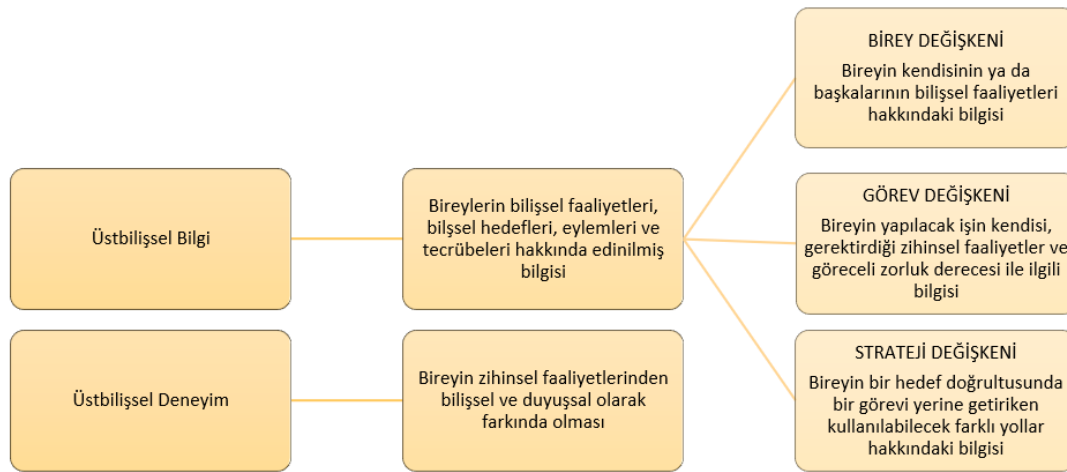 Üstbilişsel Bilgi
Bireylerin bilişsel faaliyetleri,
bilşsel hedefleri, eylemleri ve
tecrübeleri hakkında edinilmiş
bilgisi
BİREY DEĞİŞKENİ
Bireyin kendisinin ya da
başkalarının bilişsel faaliyetleri
hakkındaki bilgisi
GÖREV DEĞİŞKENİ
Bireyin yapılacak işin kendisi,
gerektirdiği zihinsel faaliyetler ve
göreceli zorluk derecesi ile ilgili
bilgisi
STRATEJİ DEĞİŞKENİ
Bireyin bir hedef doğrultusunda
bir görevi yerine getiriken
kullanılabilecek farklı yollar
hakkındaki bilgisi
Üstbilişsel Deneyim
Bireyin zihinsel faaliyetlerinden
bilişsel ve duyuşsal olarak
farkında olması